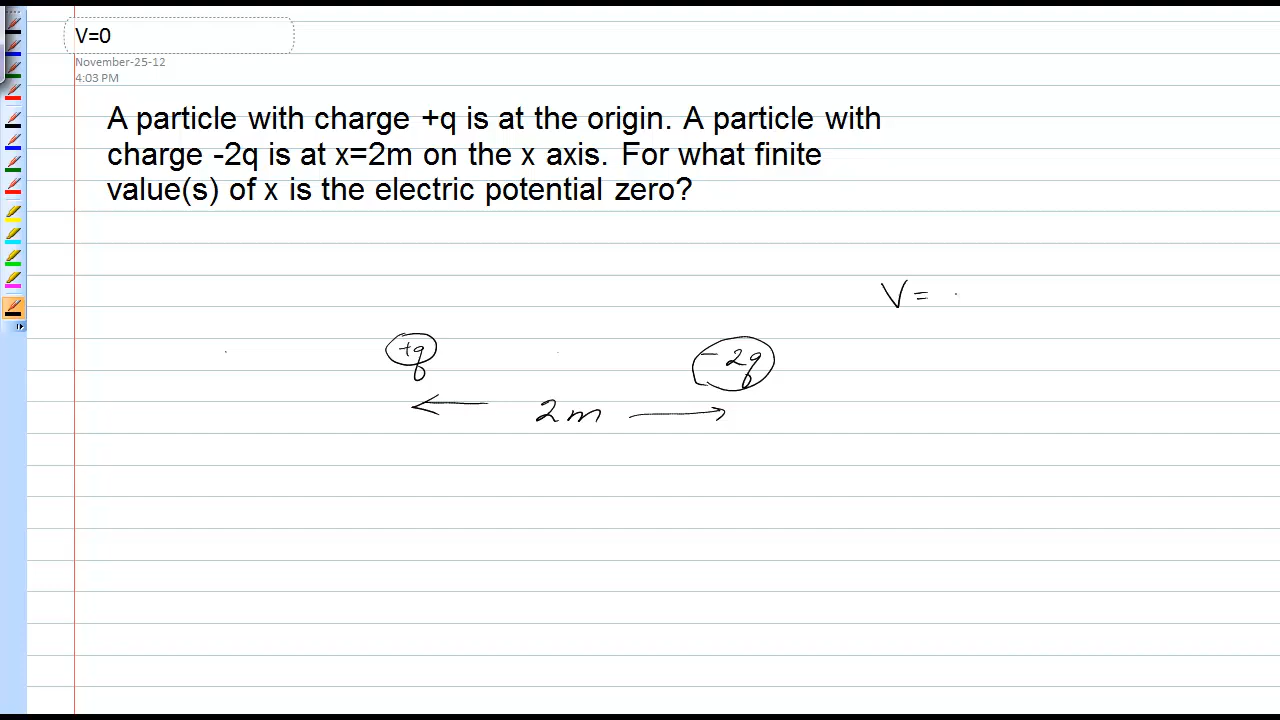 V=0
November-25-12
4:03 PM
A particle with charge +q is at the origin. A particle with
charge -2q is at x=2m on the x axis. For what finite
value(s) of x is the electric potential zero?
V =
+q
-2q
2m